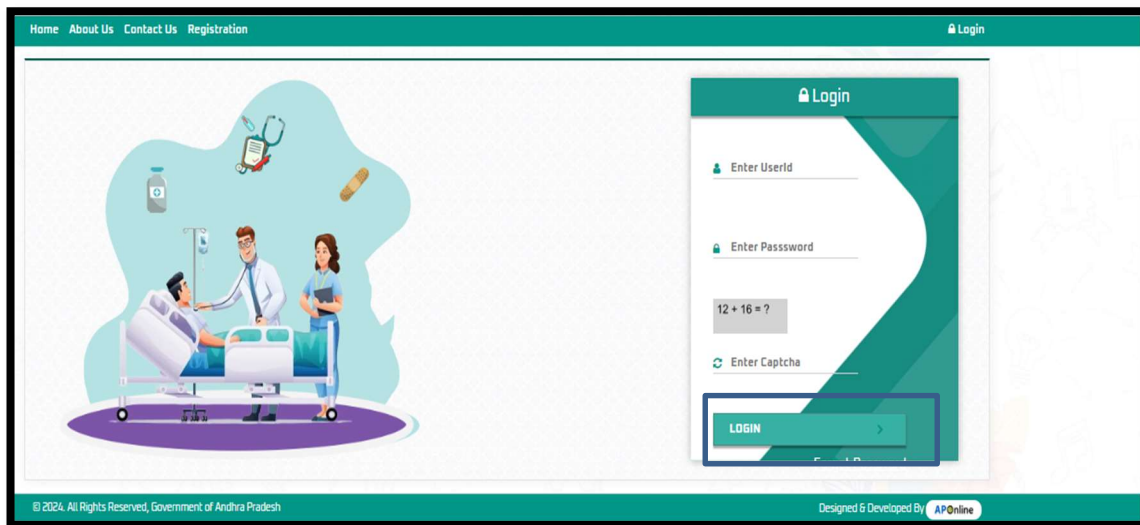 Home About Us Contact Us Registration Login
Login
Enter UserId
Enter Passsword
12 + 16 = ?
Enter Captcha
LOGIN
© 2024. All Rights Reserved, Government of Andhra Pradesh Designed & Developed By APOnline